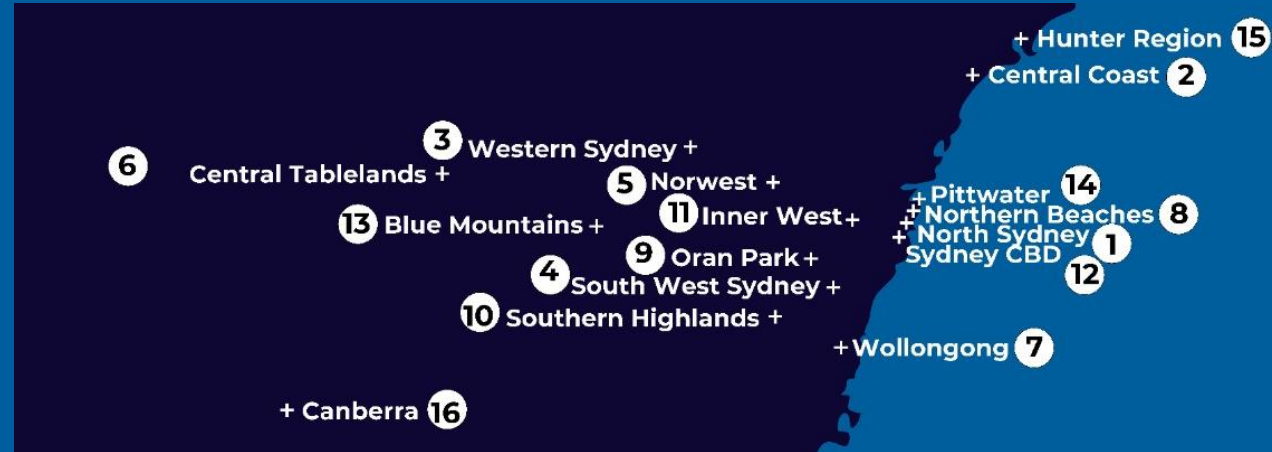 + Hunter Region 15
+ Central Coast 2
3 Western Sydney +
6 Central Tablelands +
5 Norwest +
+ Pittwater 14
13 Blue Mountains +
11 Inner West +
+ Northern Beaches 8
+ North Sydney 1
+ Sydney CBD 12
9 Oran Park +
4 South West Sydney +
10 Southern Highlands +
+ Wollongong 7
+ Canberra 16